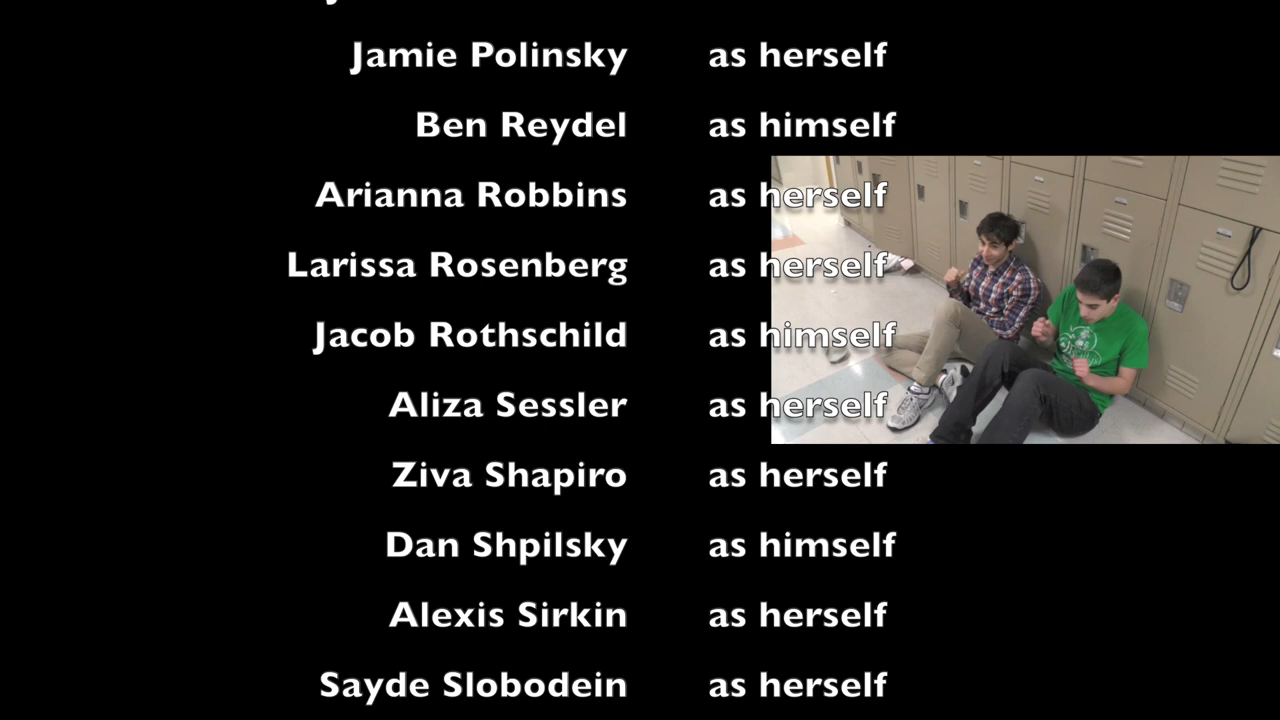 Jamie Polinsky as herself
Ben Reydel as himself
Arianna Robbins as herself
Larissa Rosenberg as herself
Jacob Rothschild as himself
Aliza Sessler as herself
Ziva Shapiro as herself
Dan Shpilsky as himself
Alexis Sirkin as herself
Sayde Slobodein as herself